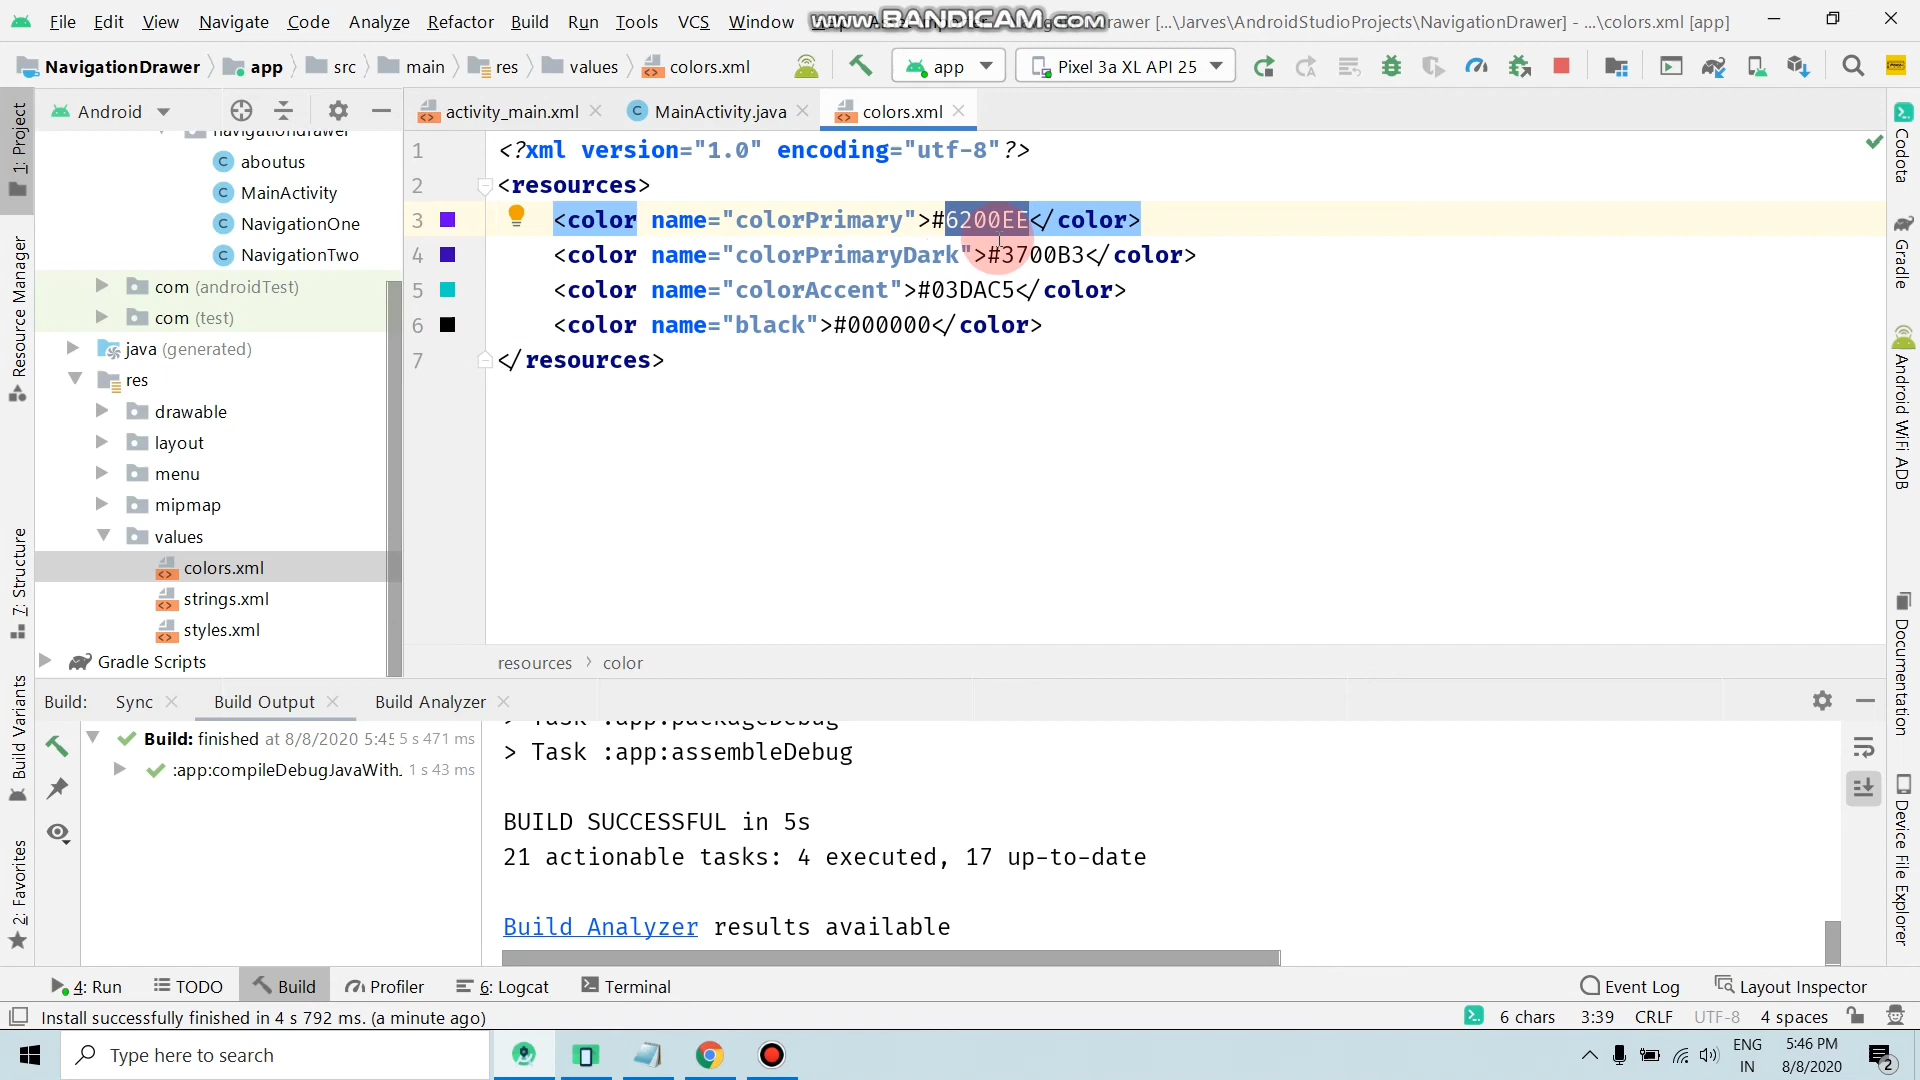 File Edit View Navigate Code Analyze Refactor Build Run Tools VCS Window
www.BANDICAM.com
[...\Jarves\AndroidStudioProjects\NavigationDrawer] - ...\colors.xml [app]
NavigationDrawer app src main res values colors.xml
app Pixel 3a XL API 25
Android
activity_main.xml MainActivity.java colors.xml
navigationdrawer
aboutus
MainActivity
NavigationOne
NavigationTwo
com (androidTest)
com (test)
java (generated)
res
drawable
layout
menu
mipmap
values
colors.xml
strings.xml
styles.xml
Gradle Scripts
1 <?xml version="1.0" encoding="utf-8"?>
2 <resources>
3 <color name="colorPrimary">#6200EE</color>
4 <color name="colorPrimaryDark">#3700B3</color>
5 <color name="colorAccent">#03DAC5</color>
6 <color name="black">#000000</color>
7 </resources>
resources › color
1: Project
Resource Manager
7: Structure
Build Variants
2: Favorites
Codota
Gradle
Android WiFi ADB
Documentation
Device File Explorer
Build: Sync Build Output Build Analyzer
Build: finished at 8/8/2020 5:45 5 s 471 ms
:app:compileDebugJavaWith. 1 s 43 ms
> Task :app:packageDebug
> Task :app:assembleDebug
BUILD SUCCESSFUL in 5s
21 actionable tasks: 4 executed, 17 up-to-date
Build Analyzer results available
4: Run TODO Build Profiler 6: Logcat Terminal Event Log Layout Inspector
Install successfully finished in 4 s 792 ms. (a minute ago) 6 chars 3:39 CRLF UTF-8 4 spaces
Type here to search
ENG
IN
5:46 PM
8/8/2020
2